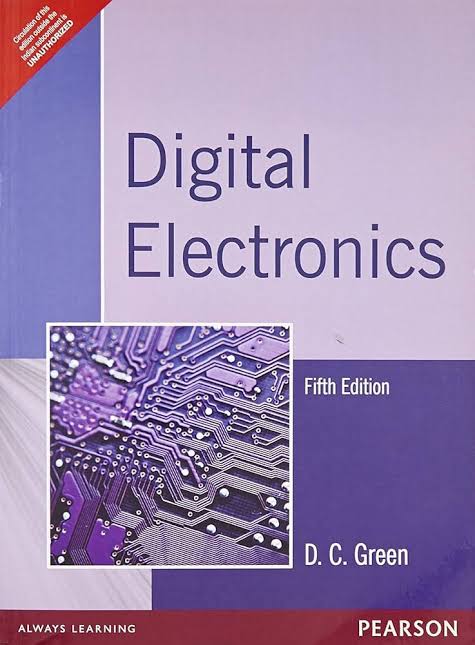 Circulation of this
edition outside the
Indian subcontinent is
UNAUTHORIZED
Digital
Electronics
Fifth Edition
D. C. Green
ALWAYS LEARNING
PEARSON